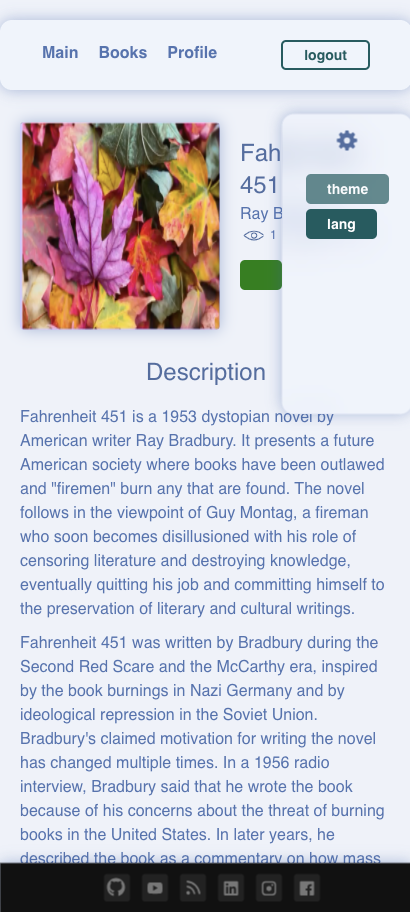 Main Books Profile logout
theme
lang
Fah
451
Ray B
1
Description
Fahrenheit 451 is a 1953 dystopian novel by
American writer Ray Bradbury. It presents a future
American society where books have been outlawed
and "firemen" burn any that are found. The novel
follows in the viewpoint of Guy Montag, a fireman
who soon becomes disillusioned with his role of
censoring literature and destroying knowledge,
eventually quitting his job and committing himself to
the preservation of literary and cultural writings.
Fahrenheit 451 was written by Bradbury during the
Second Red Scare and the McCarthy era, inspired
by the book burnings in Nazi Germany and by
ideological repression in the Soviet Union.
Bradbury's claimed motivation for writing the novel
has changed multiple times. In a 1956 radio
interview, Bradbury said that he wrote the book
because of his concerns about the threat of burning
books in the United States. In later years, he
described the book as a commentary on how mass